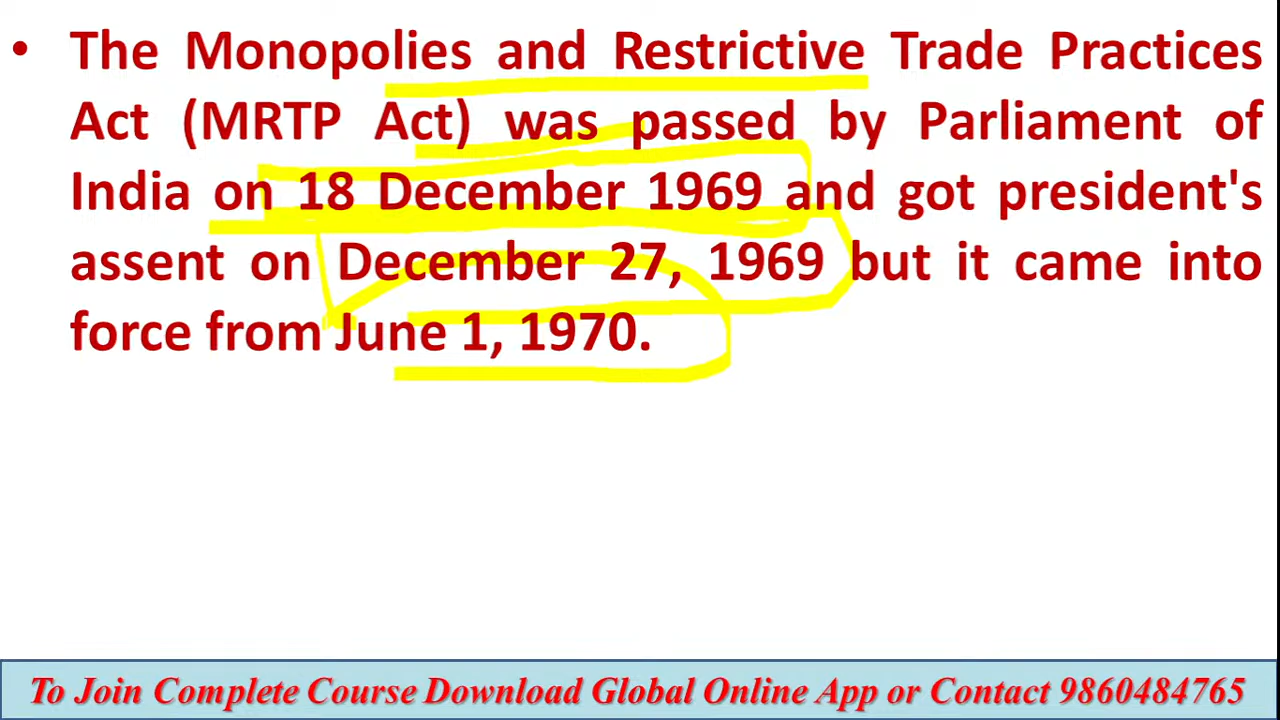 • The Monopolies and Restrictive Trade Practices
Act (MRTP Act) was passed by Parliament of
India on 18 December 1969 and got president's
assent on December 27, 1969 but it came into
force from June 1, 1970.
To Join Complete Course Download Global Online App or Contact 9860484765